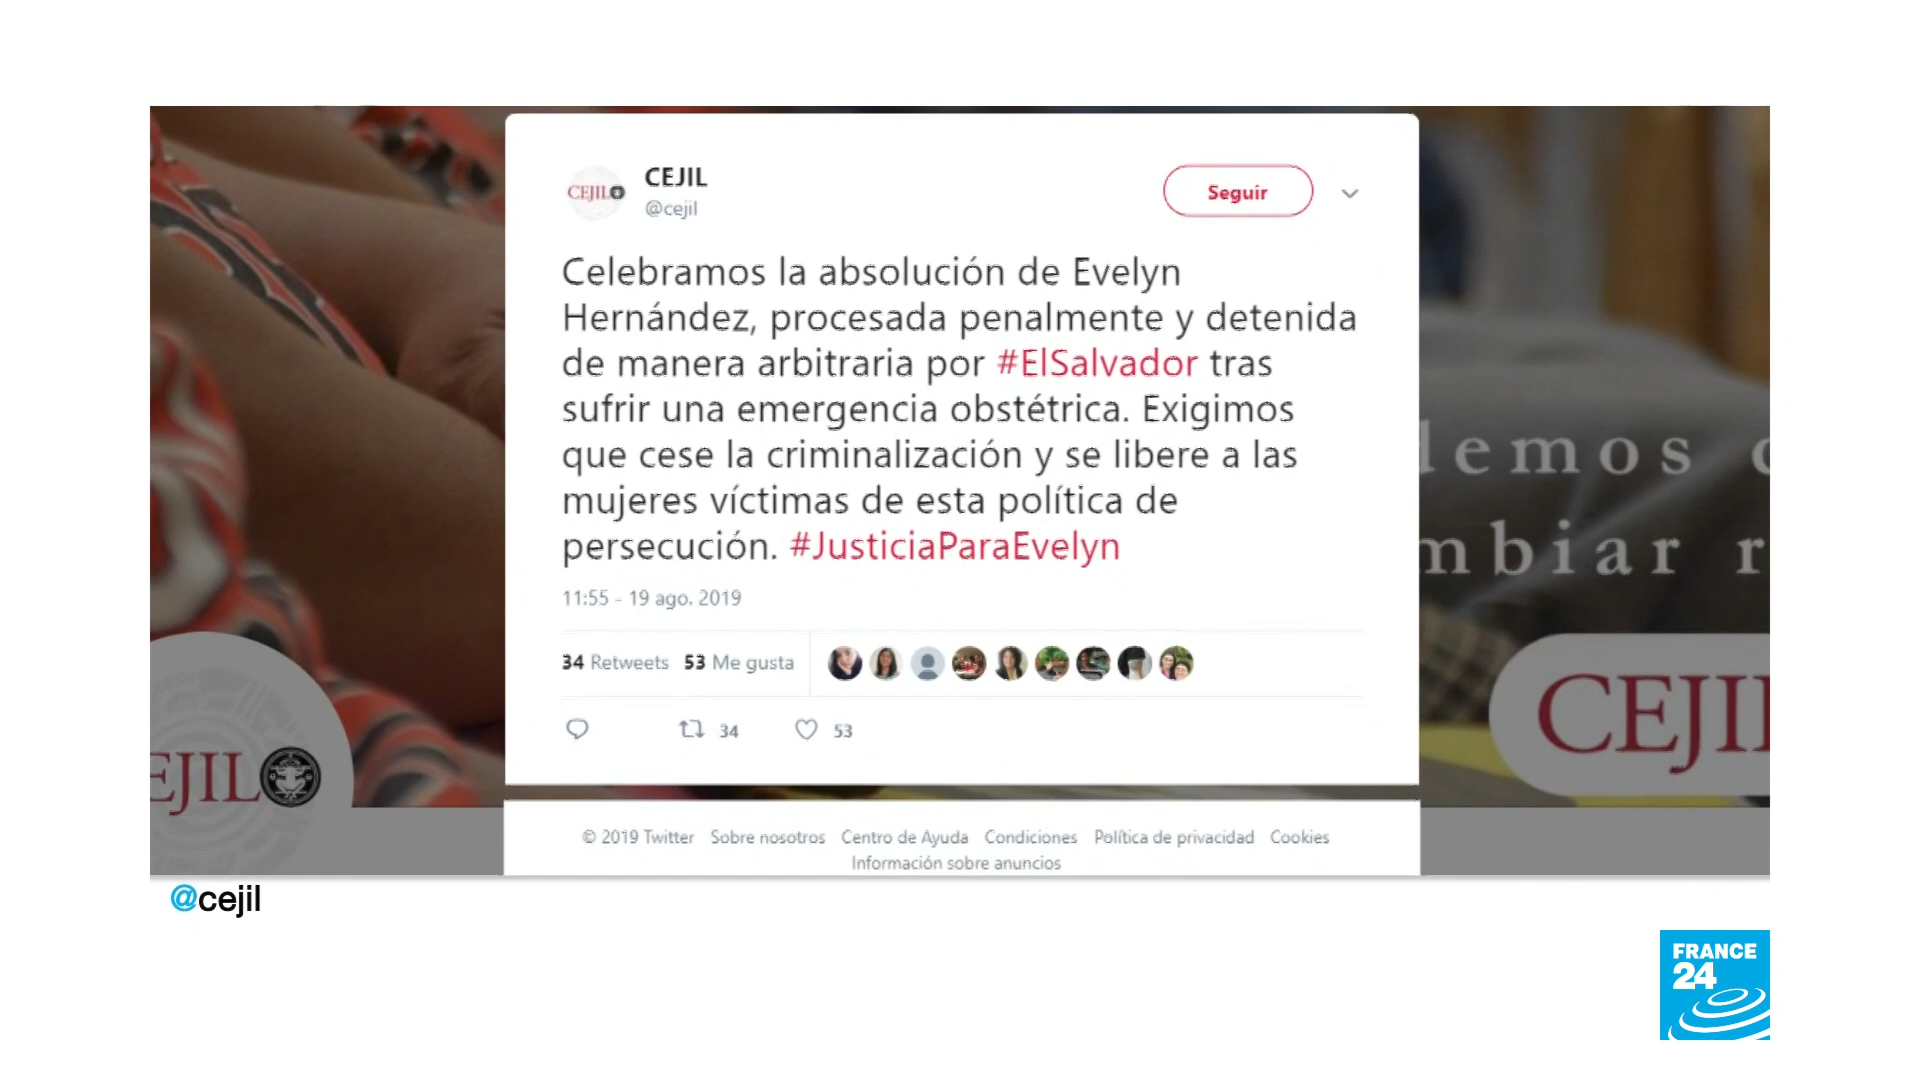 CEJIL
CEJIL
@cejil
Seguir
Celebramos la absolución de Evelyn
Hernández, procesada penalmente y detenida
de manera arbitraria por #ElSalvador tras
sufrir una emergencia obstétrica. Exigimos
que cese la criminalización y se libere a las
mujeres víctimas de esta política de
persecución. #JusticiaParaEvelyn
11:55 - 19 ago. 2019
34 Retweets 53 Me gusta
34 53
demos
mbiar r
EJIL
CEJIL
© 2019 Twitter Sobre nosotros Centro de Ayuda Condiciones Política de privacidad Cookies
Información sobre anuncios
@cejil
FRANCE
24